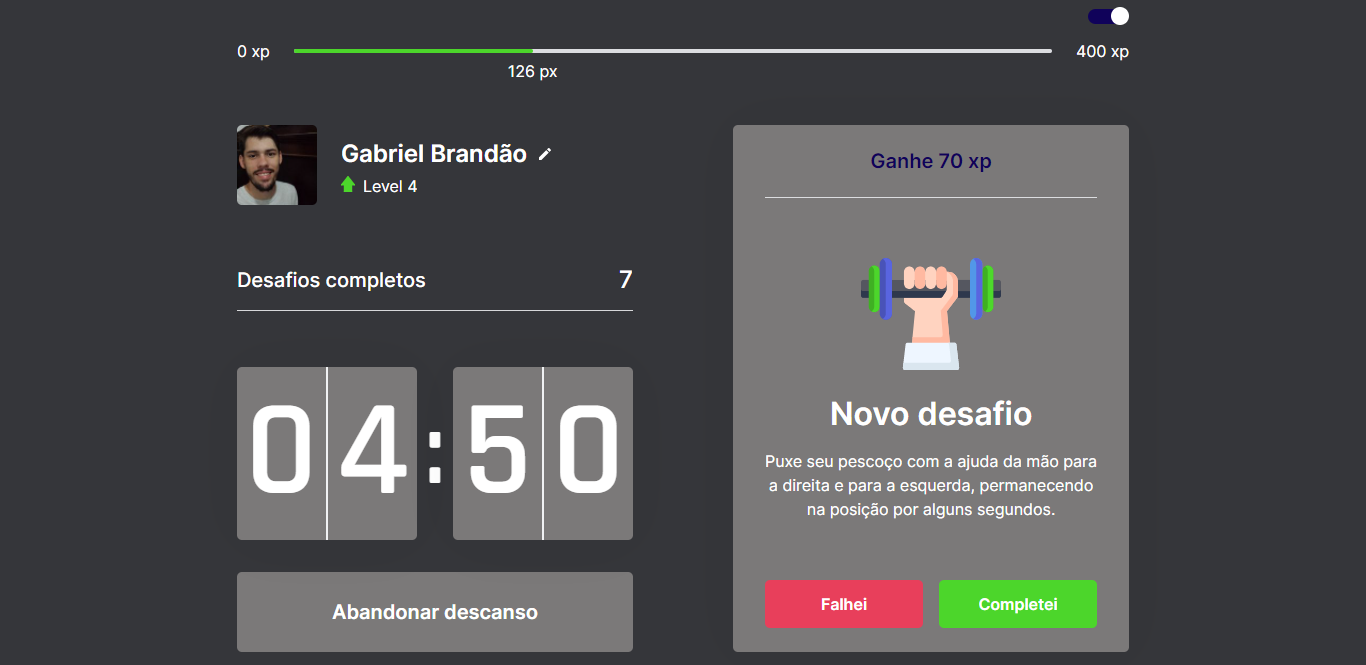 0 xp
400 xp
126 px
Gabriel Brandão
Level 4
Desafios completos
7
04:50
Abandonar descanso
Ganhe 70 xp
Novo desafio
Puxe seu pescoço com a ajuda da mão para
a direita e para a esquerda, permanecendo
na posição por alguns segundos.
Falhei
Completei